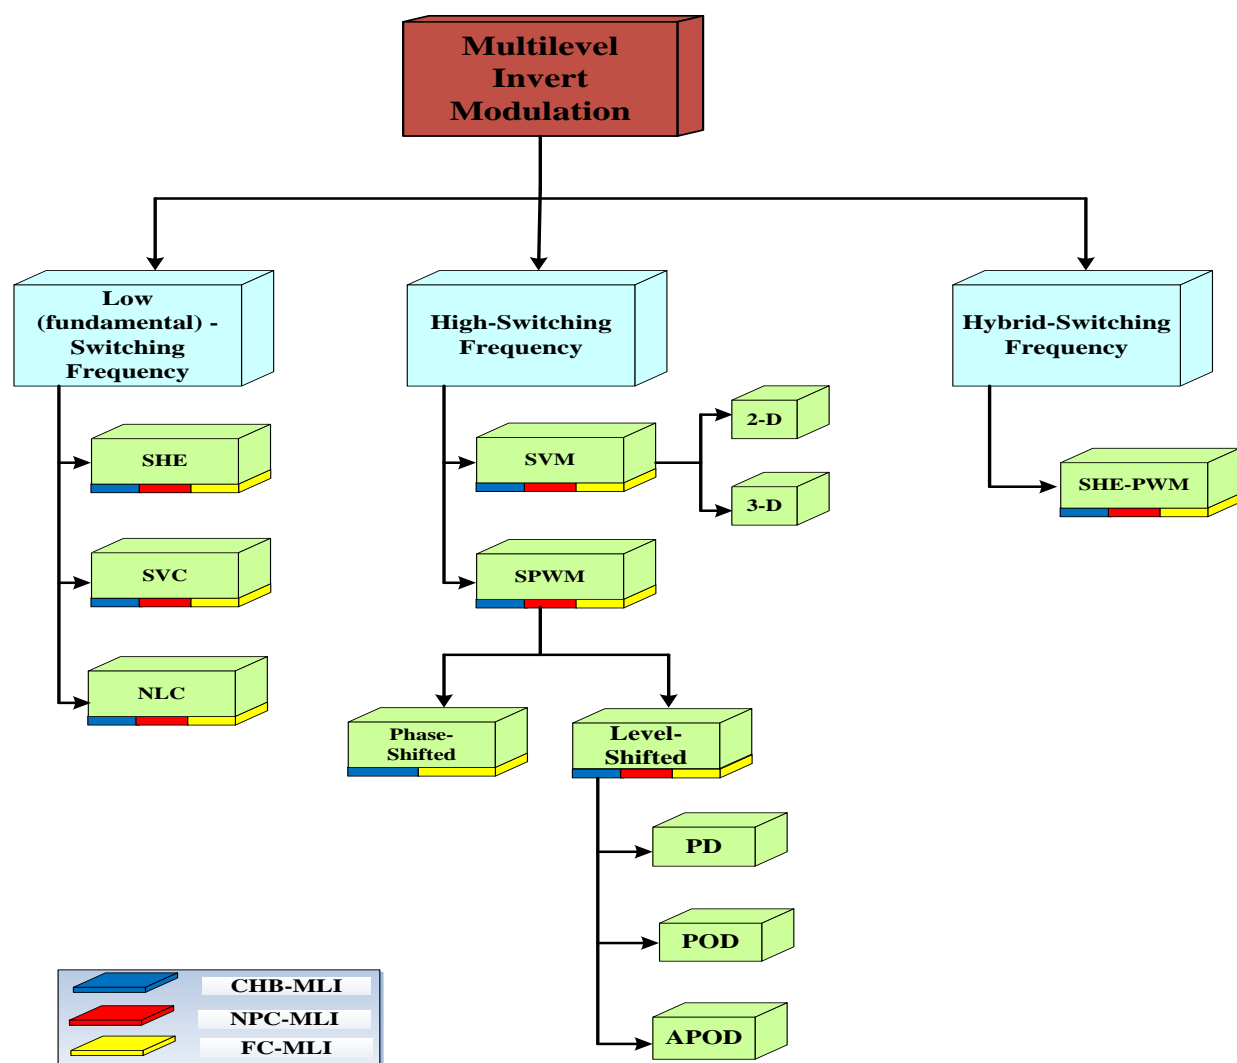 Multilevel
Invert
Modulation
Low
(fundamental) -
Switching
Frequency
High-Switching
Frequency
Hybrid-Switching
Frequency
SHE
SVC
NLC
SVM
2-D
3-D
SPWM
Phase-
Shifted
Level-
Shifted
PD
POD
APOD
SHE-PWM
CHB-MLI
NPC-MLI
FC-MLI